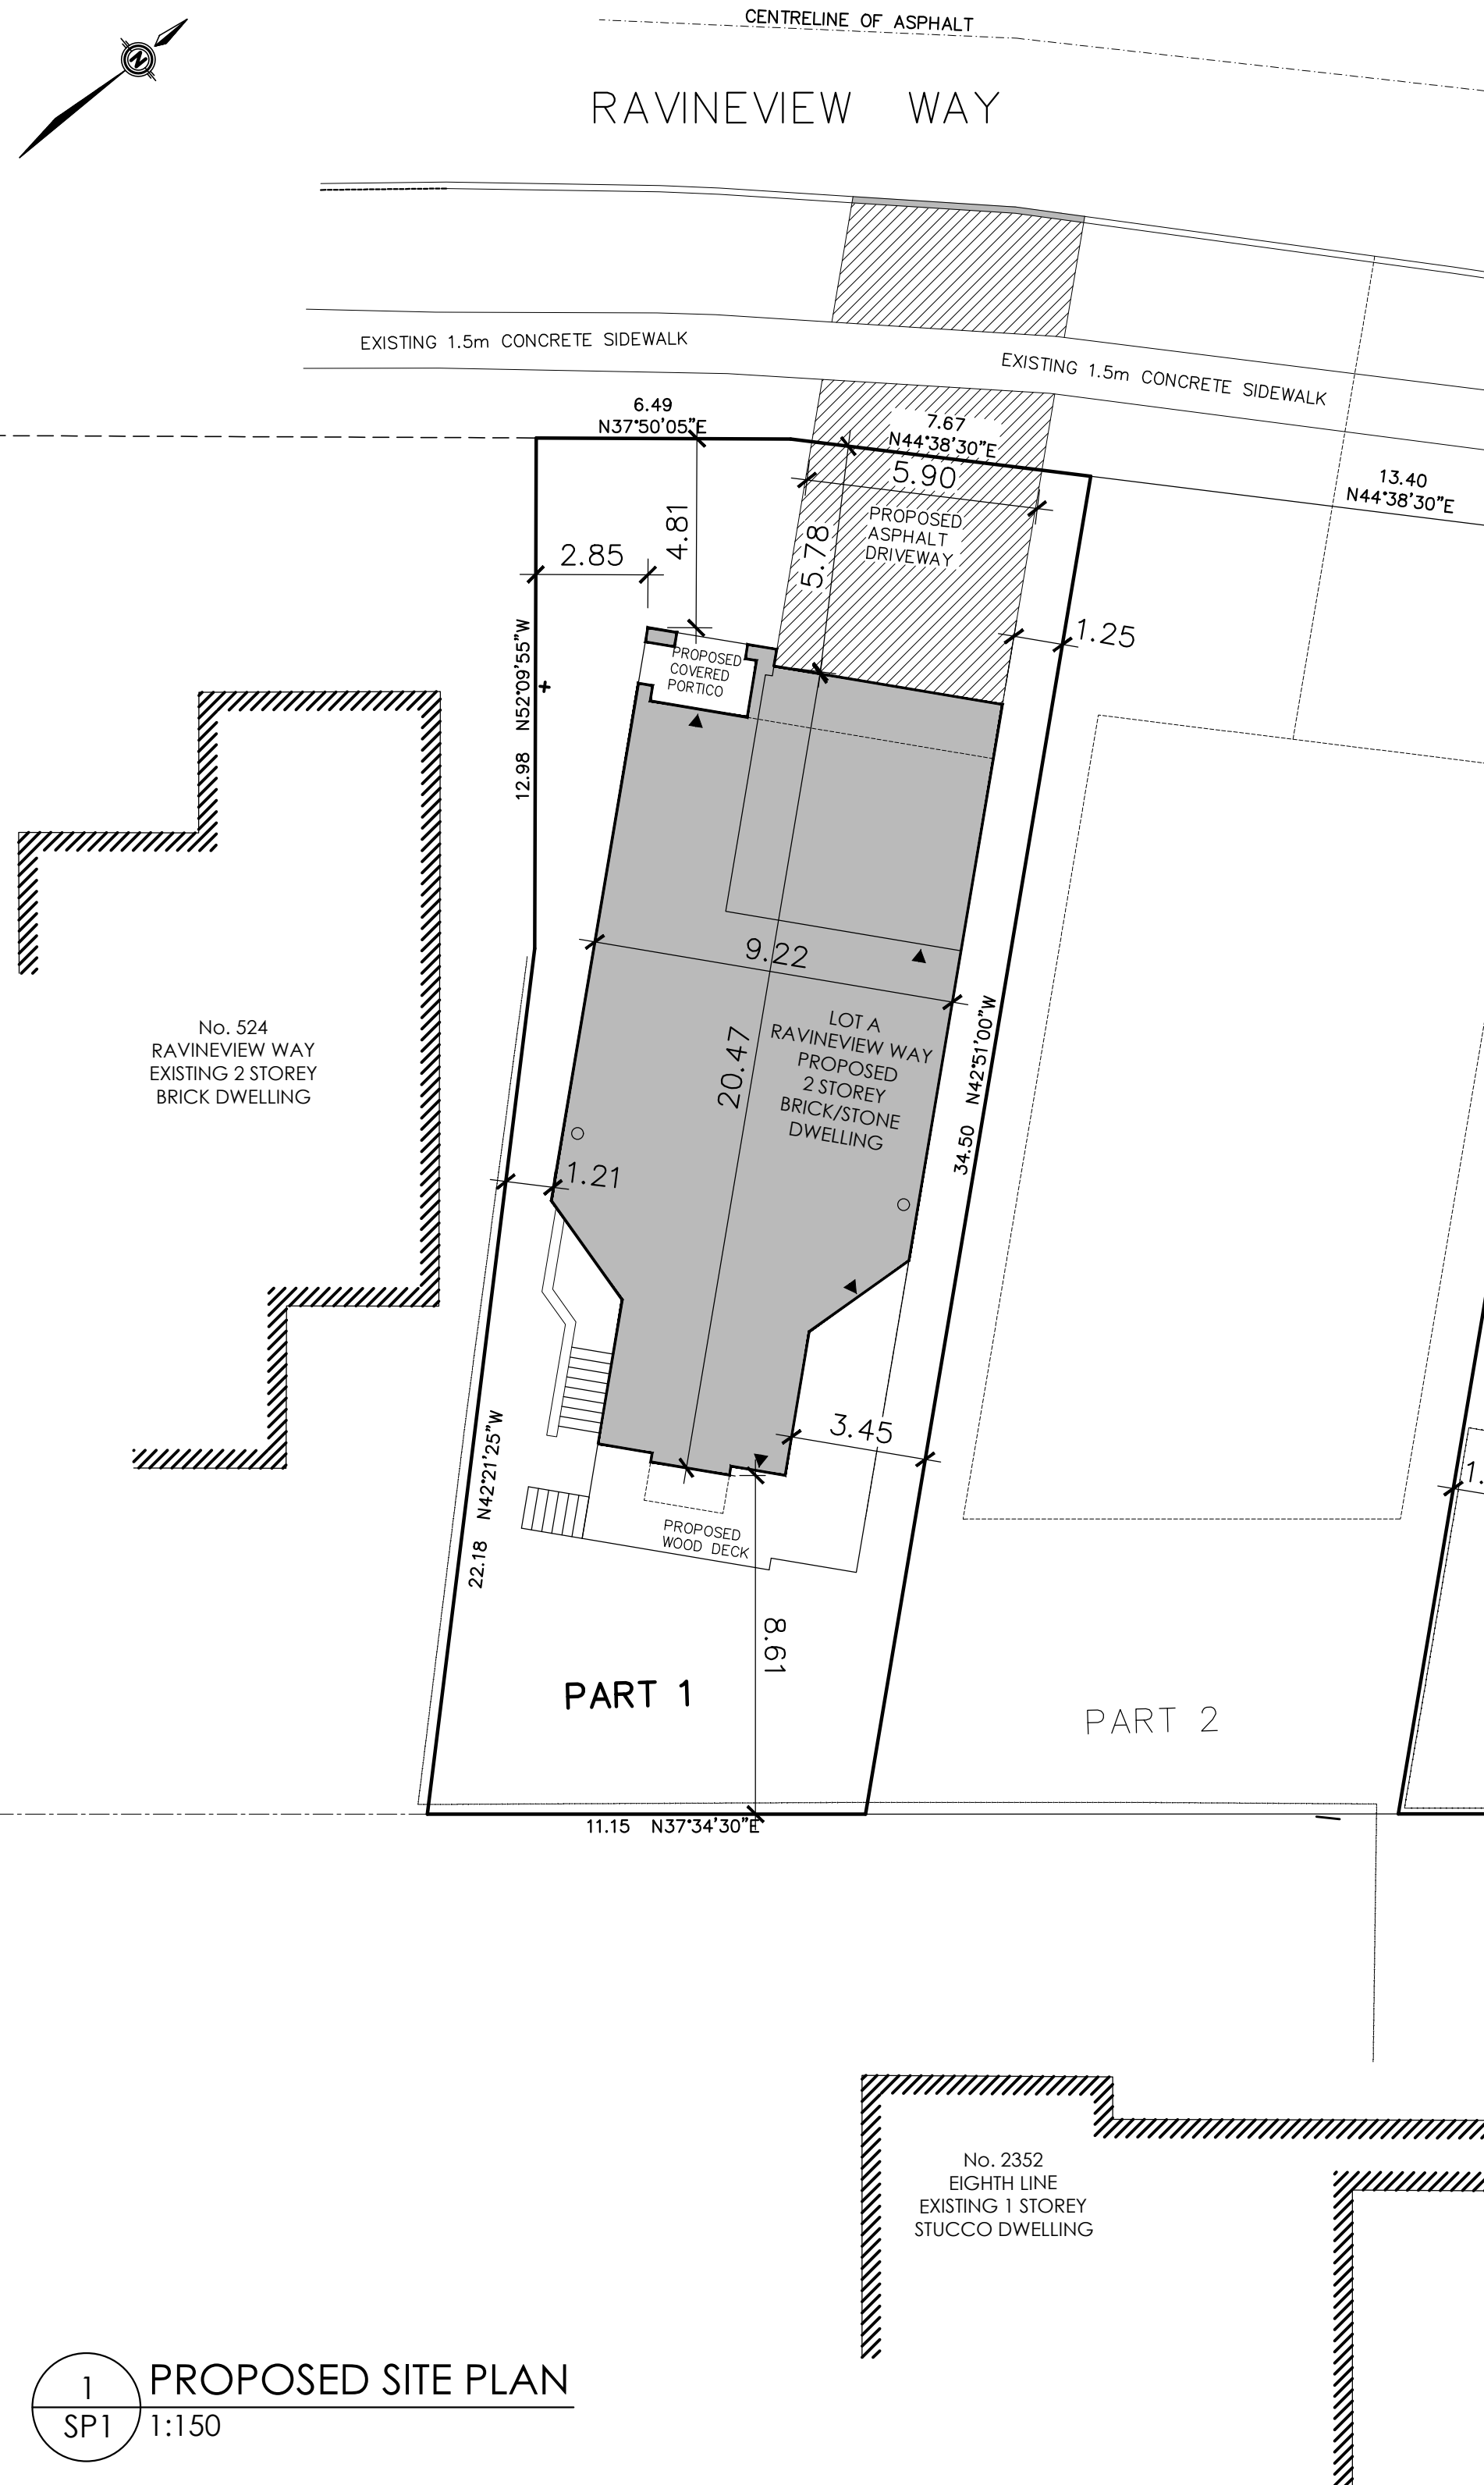 CENTRELINE OF ASPHALT
N
RAVINEVIEW WAY
EXISTING 1.5m CONCRETE SIDEWALK
EXISTING 1.5m CONCRETE SIDEWALK
6.49
N37°50'05"E
7.67
N44°38'30"E
13.40
N44°38'30"E
5.90
PROPOSED
ASPHALT
DRIVEWAY
4.81
5.78
2.85
1.25
12.98 N52°09'55"W
PROPOSED
COVERED
PORTICO
9.22
LOT A
RAVINEVIEW WAY
PROPOSED
2 STOREY
BRICK/STONE
DWELLING
20.47
34.50 N42°51'00"W
No. 524
RAVINEVIEW WAY
EXISTING 2 STOREY
BRICK DWELLING
1.21
3.45
1.
22.18 N42°21'25"W
PROPOSED
WOOD DECK
8.61
PART 1
PART 2
11.15 N37°34'30"E
No. 2352
EIGHTH LINE
EXISTING 1 STOREY
STUCCO DWELLING
1
SP1
PROPOSED SITE PLAN
1:150